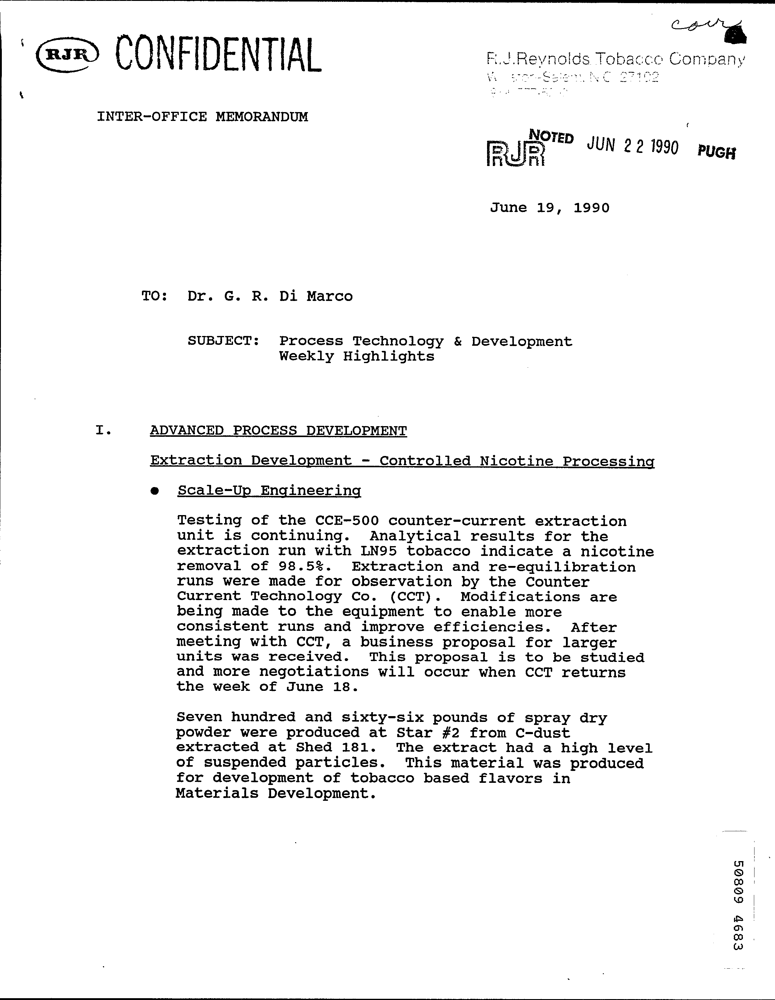 RJR CONFIDENTIAL
R.J.Reynolds Tobacco Company
Winston-Salem, N.C. 27102
INTER-OFFICE MEMORANDUM
RJR NOTED JUN 22 1990 PUGH
June 19, 1990
TO: Dr. G. R. Di Marco
SUBJECT: Process Technology & Development
Weekly Highlights
I. ADVANCED PROCESS DEVELOPMENT
Extraction Development - Controlled Nicotine Processing
● Scale-Up Engineering
Testing of the CCE-500 counter-current extraction
unit is continuing. Analytical results for the
extraction run with LN95 tobacco indicate a nicotine
removal of 98.5%. Extraction and re-equilibration
runs were made for observation by the Counter
Current Technology Co. (CCT). Modifications are
being made to the equipment to enable more
consistent runs and improve efficiencies. After
meeting with CCT, a business proposal for larger
units was received. This proposal is to be studied
and more negotiations will occur when CCT returns
the week of June 18.
Seven hundred and sixty-six pounds of spray dry
powder were produced at Star #2 from C-dust
extracted at Shed 181. The extract had a high level
of suspended particles. This material was produced
for development of tobacco based flavors in
Materials Development.
50809 4683